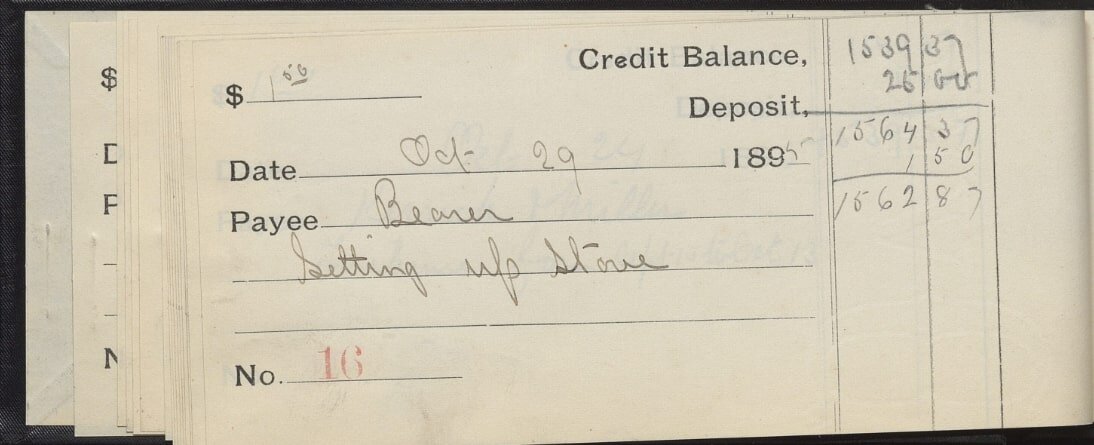 $ 1 50
Credit Balance, 1539 37
25 00
Deposit,
1564 37
Date Oct. 29 1895
1 50
Payee Bearer
1562 87
Setting up Stove
No. 16
$
D
P
N